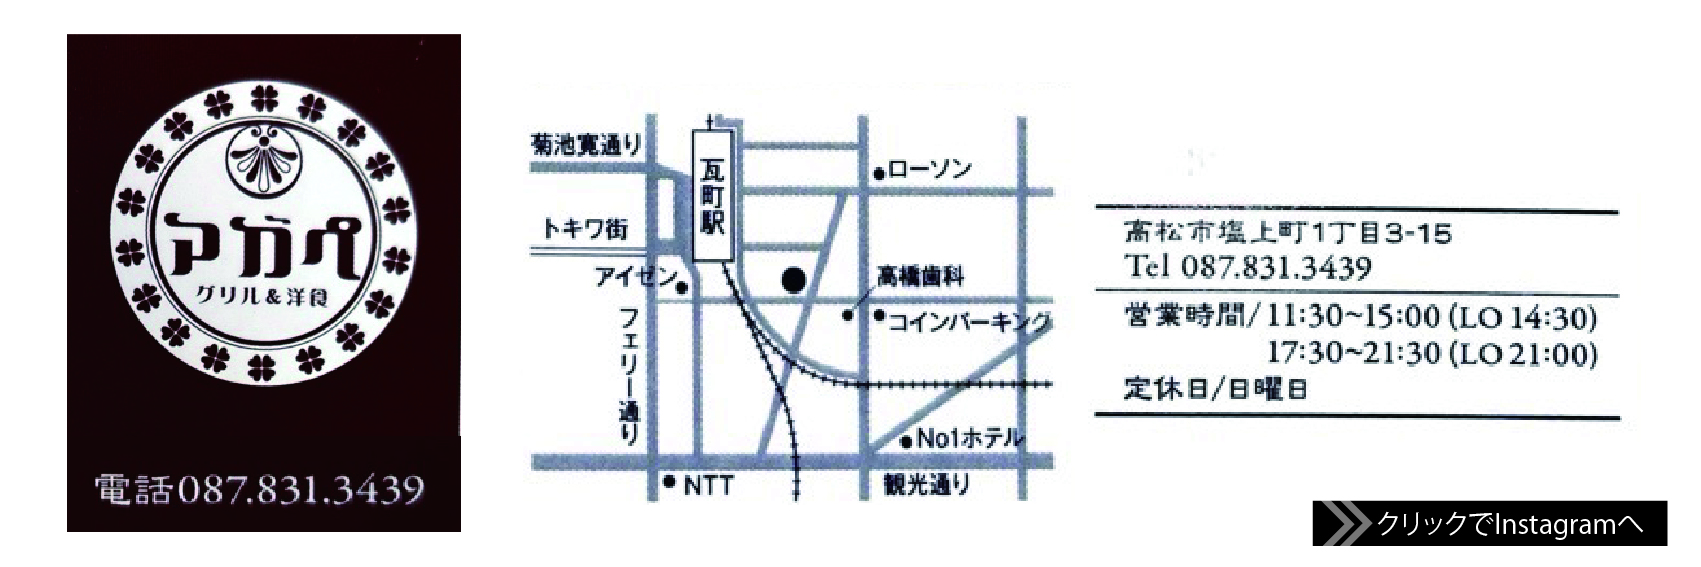 アガペ
グリル＆洋食
電話087.831.3439
菊池寛通り
瓦町駅
ローソン
トキワ街
アイゼン
高橋歯科
コインパーキング
フェリー通り
No1ホテル
NTT
観光通り
高松市塩上町1丁目3-15
Tel 087.831.3439
営業時間/11:30~15:00 (LO 14:30)
17:30~21:30 (LO 21:00)
定休日/日曜日
クリックでInstagramへ